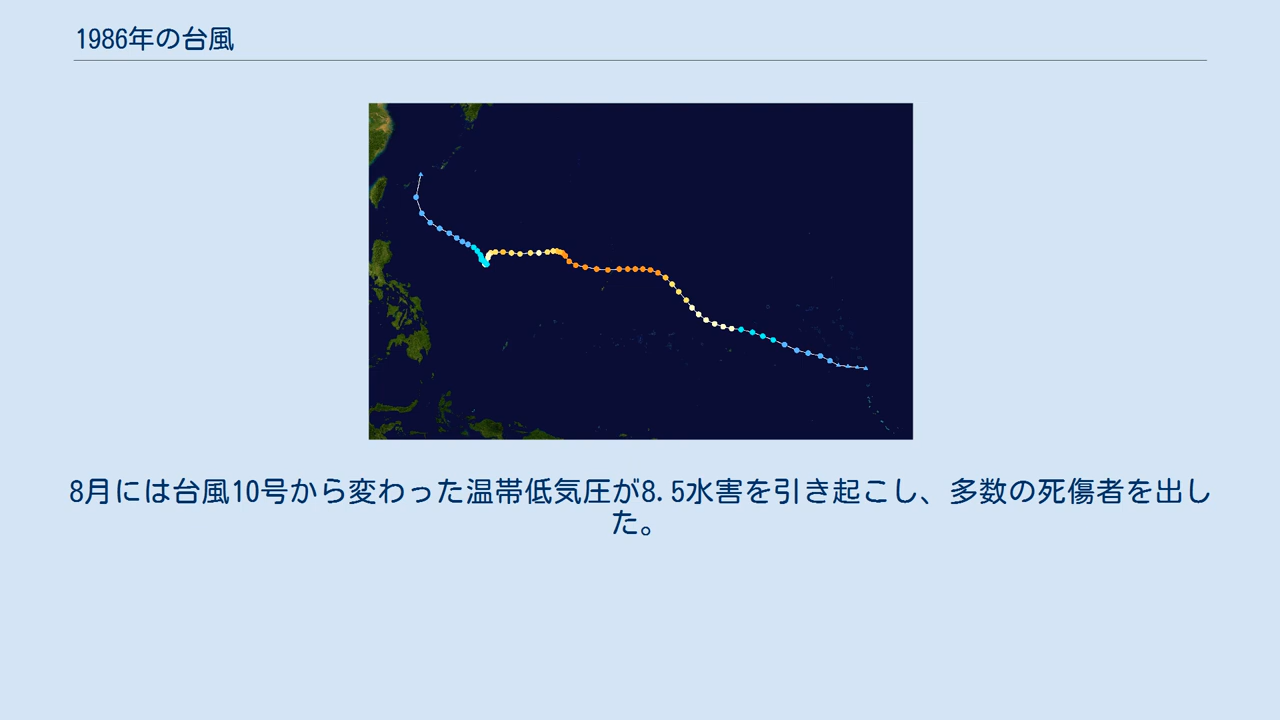 1986年の台風
8月には台風10号から変わった温帯低気圧が8.5水害を引き起こし、多数の死傷者を出し
た。